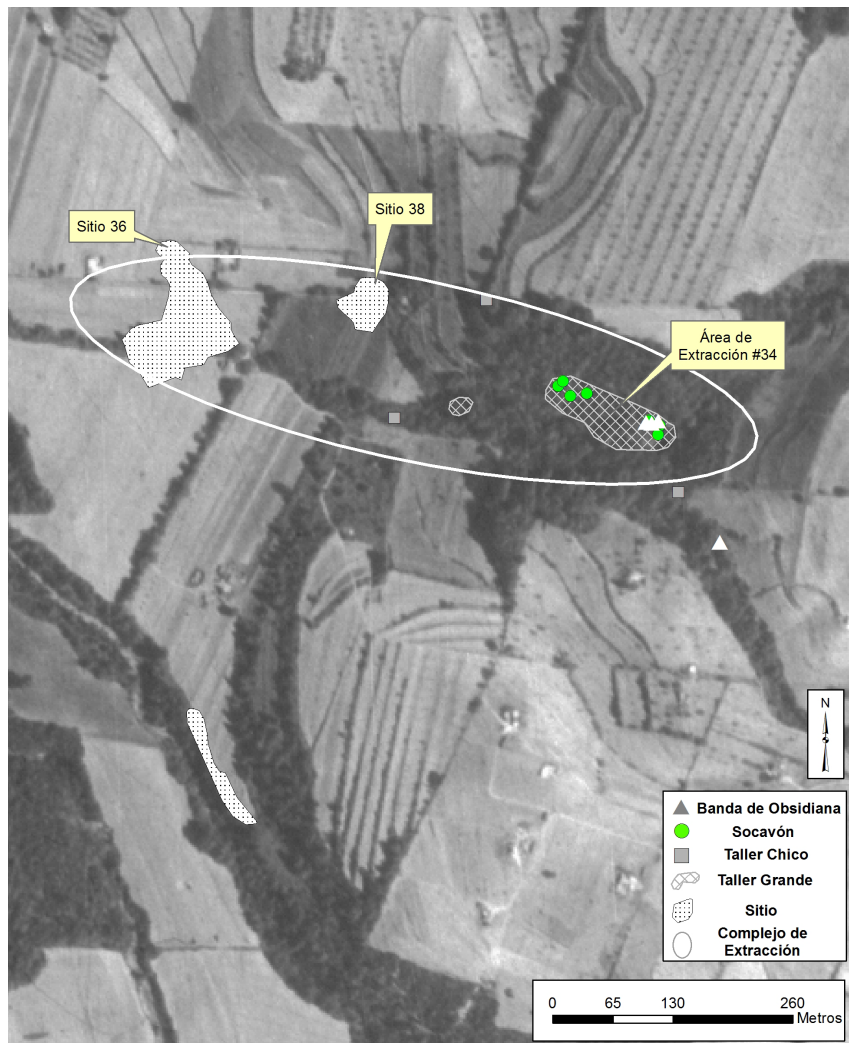 Sitio 38
Sitio 36
Área de
Extracción #34
N
Banda de Obsidiana
Socavón
Taller Chico
Taller Grande
Sitio
Complejo de
Extracción
0 65 130 260
Metros